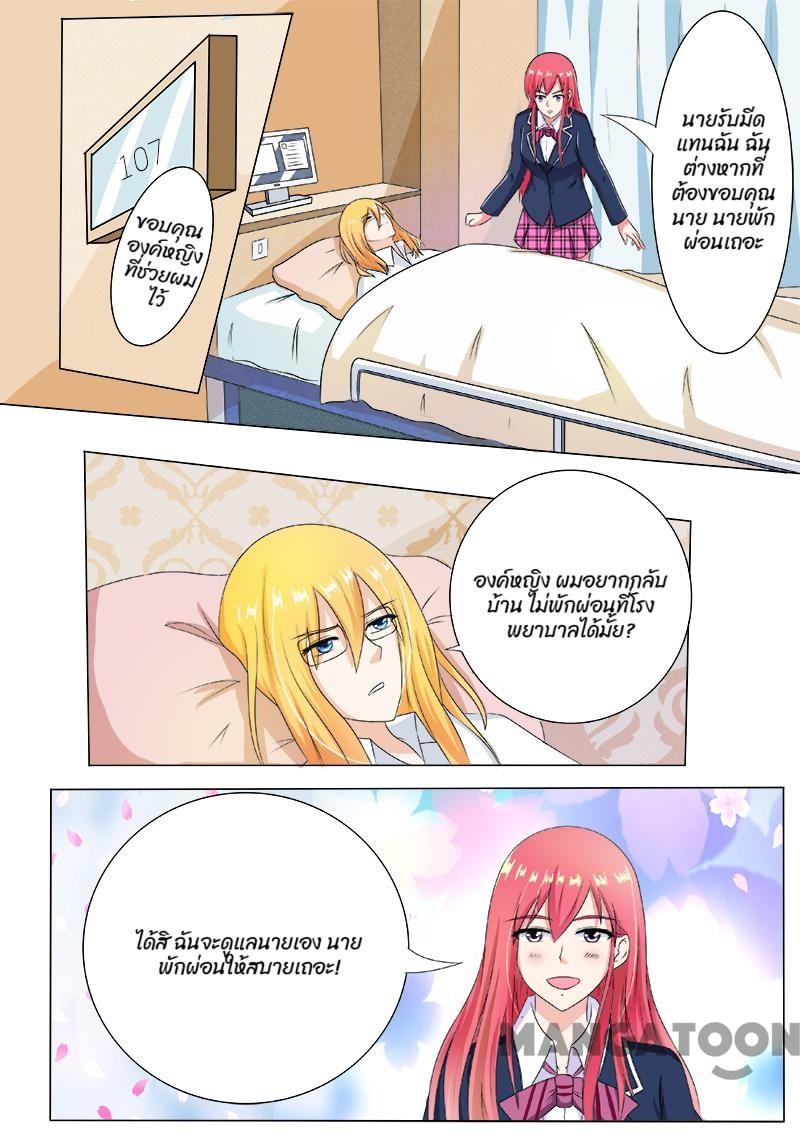 107
ขอบคุณ
องค์หญิง
ที่ช่วยผม
ไว้
นายรับมีด
แทนฉัน ฉัน
ต่างหากที่
ต้องขอบคุณ
นาย นายพัก
ผ่อนเถอะ
องค์หญิง ผมอยากกลับ
บ้าน ไม่พักผ่อนที่โรง
พยาบาลได้มั้ย?
ได้สิ ฉันจะดูแลนายเอง นาย
พักผ่อนให้สบายเถอะ!
MANGATOON